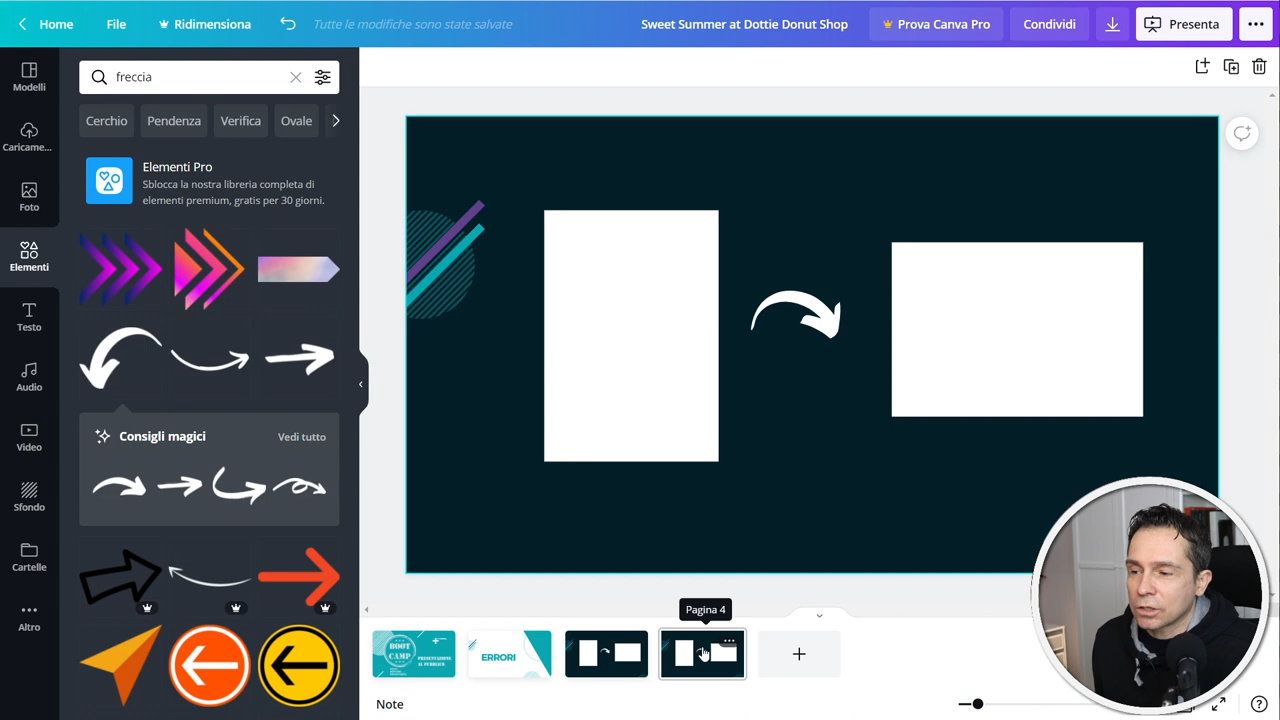 Home
File
Ridimensiona
Tutte le modifiche sono state salvate
Sweet Summer at Dottie Donut Shop
Prova Canva Pro
Condividi
Presenta
Modelli
Caricame...
Foto
Elementi
Testo
Audio
Video
Sfondo
Cartelle
Altro
freccia
Cerchio
Pendenza
Verifica
Ovale
Elementi Pro
Sblocca la nostra libreria completa di
elementi premium, gratis per 30 giorni.
Consigli magici
Vedi tutto
Pagina 4
BOOT
CAMP
PRESENTAZIONE
AL PUBBLICO
ERRORI
Note